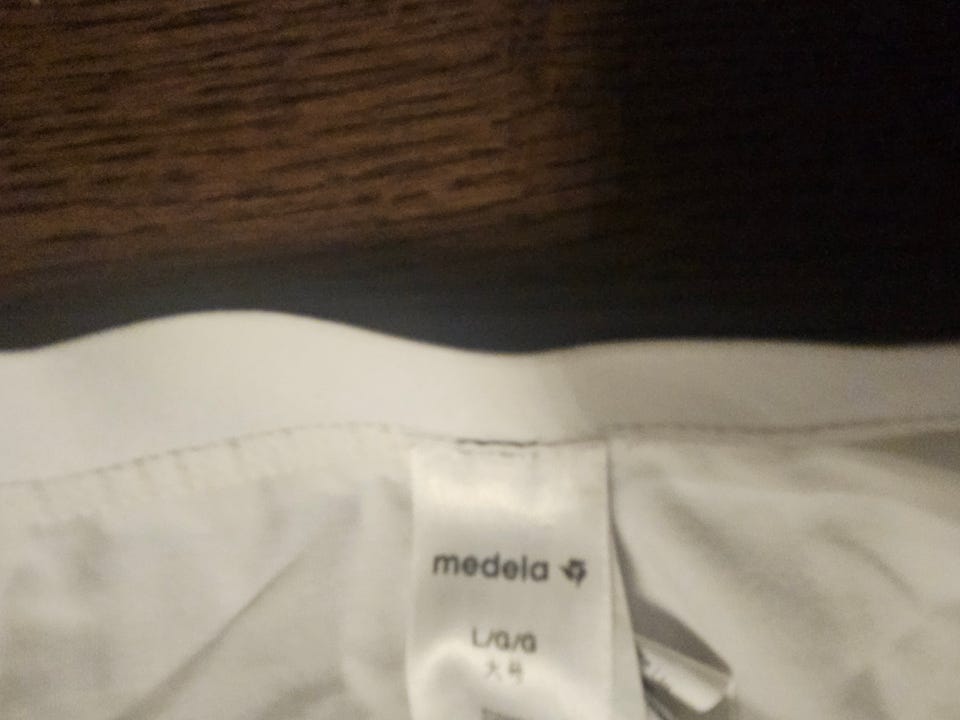 medela
L/G/G
大号